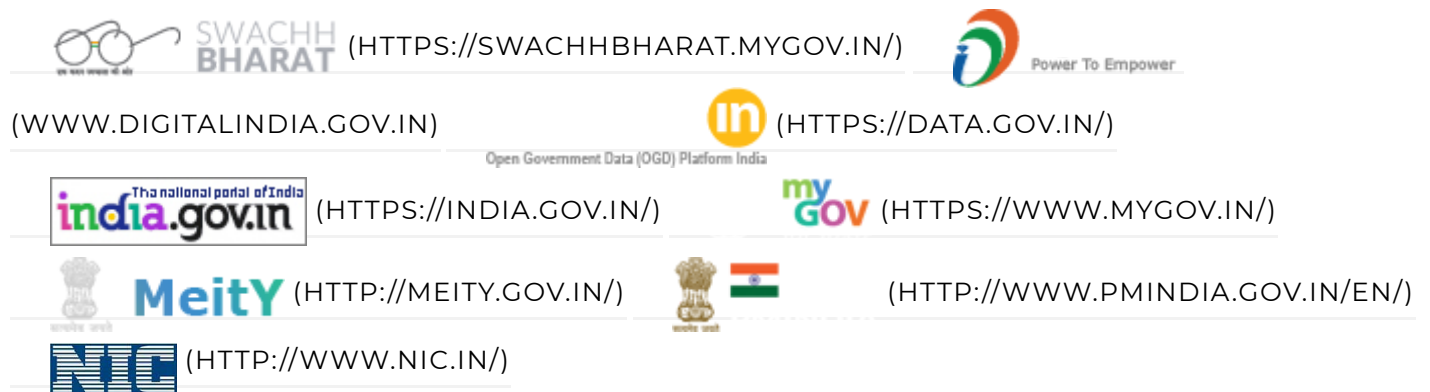 SWACHH
BHARAT (HTTPS://SWACHHBHARAT.MYGOV.IN/)
Power To Empower
(WWW.DIGITALINDIA.GOV.IN)
in (HTTPS://DATA.GOV.IN/)
Open Government Data (OGD) Platform India
The national portal of India
india.gov.in (HTTPS://INDIA.GOV.IN/)
my
GOV (HTTPS://WWW.MYGOV.IN/)
MeitY (HTTP://MEITY.GOV.IN/)
(HTTP://WWW.PMINDIA.GOV.IN/EN/)
NIC (HTTP://WWW.NIC.IN/)